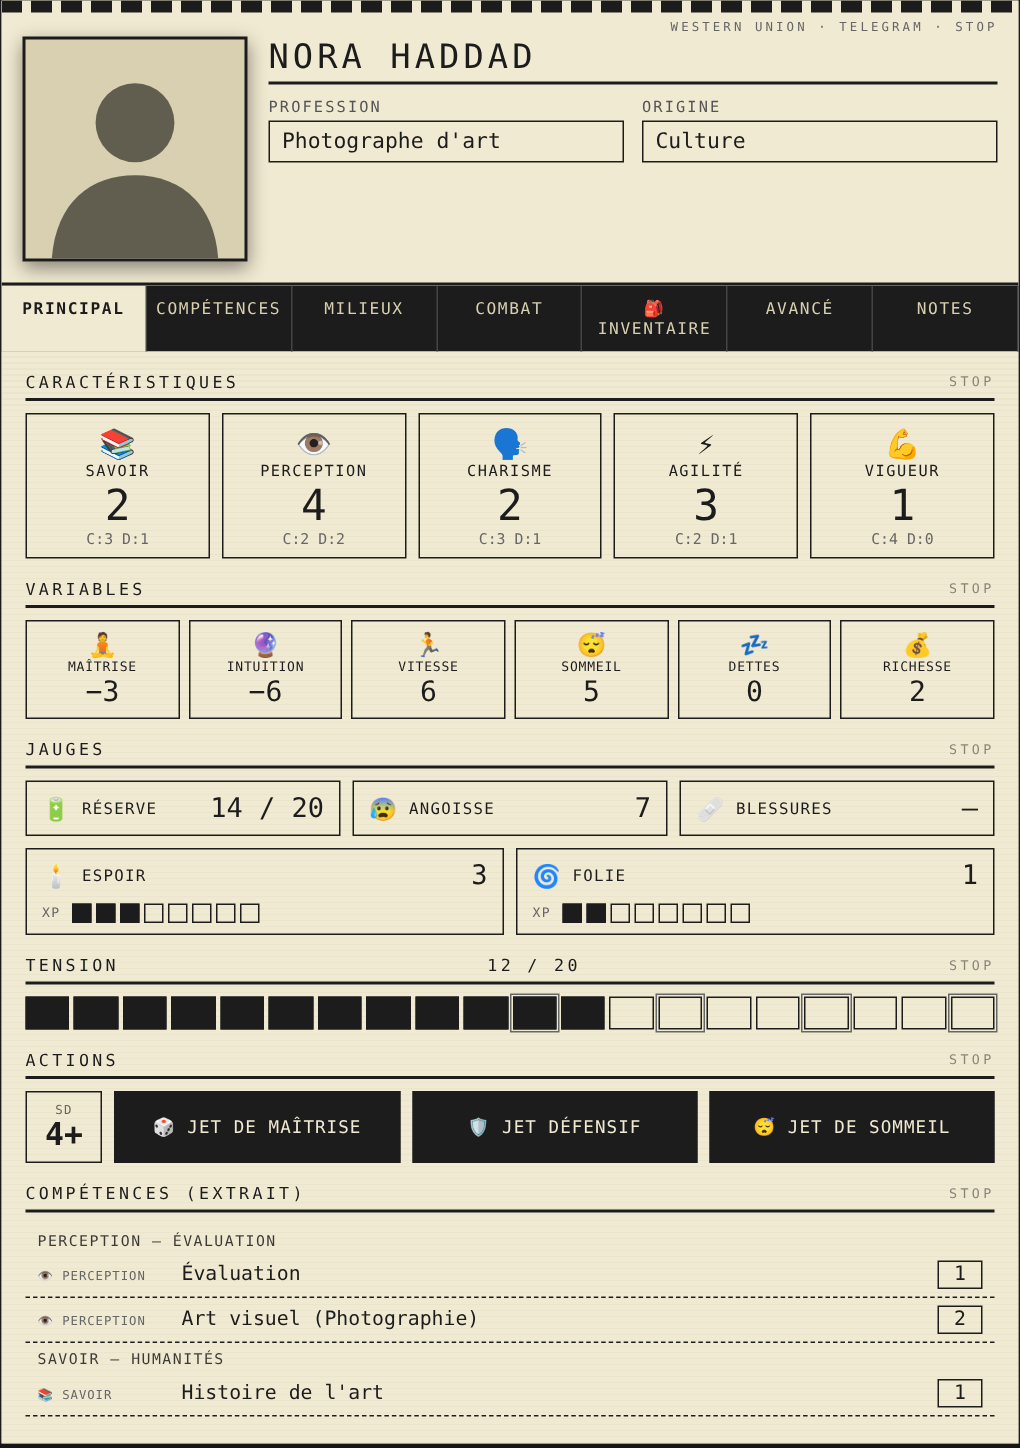 WESTERN UNION · TELEGRAM · STOP
NORA HADDAD
PROFESSION ORIGINE
Photographe d'art Culture
PRINCIPAL COMPÉTENCES MILIEUX COMBAT INVENTAIRE AVANCÉ NOTES
CARACTÉRISTIQUES STOP
SAVOIR PERCEPTION CHARISME AGILITÉ VIGUEUR
2 4 2 3 1
C:3 D:1 C:2 D:2 C:3 D:1 C:2 D:1 C:4 D:0
VARIABLES STOP
MAÎTRISE INTUITION VITESSE SOMMEIL DETTES RICHESSE
−3 −6 6 5 0 2
JAUGES STOP
RÉSERVE 14 / 20 ANGOISSE 7 BLESSURES —
ESPOIR 3 FOLIE 1
XP XP
TENSION 12 / 20 STOP
ACTIONS STOP
SD
4+ JET DE MAÎTRISE JET DÉFENSIF JET DE SOMMEIL
COMPÉTENCES (EXTRAIT) STOP
PERCEPTION — ÉVALUATION
PERCEPTION Évaluation 1
PERCEPTION Art visuel (Photographie) 2
SAVOIR — HUMANITÉS
SAVOIR Histoire de l'art 1